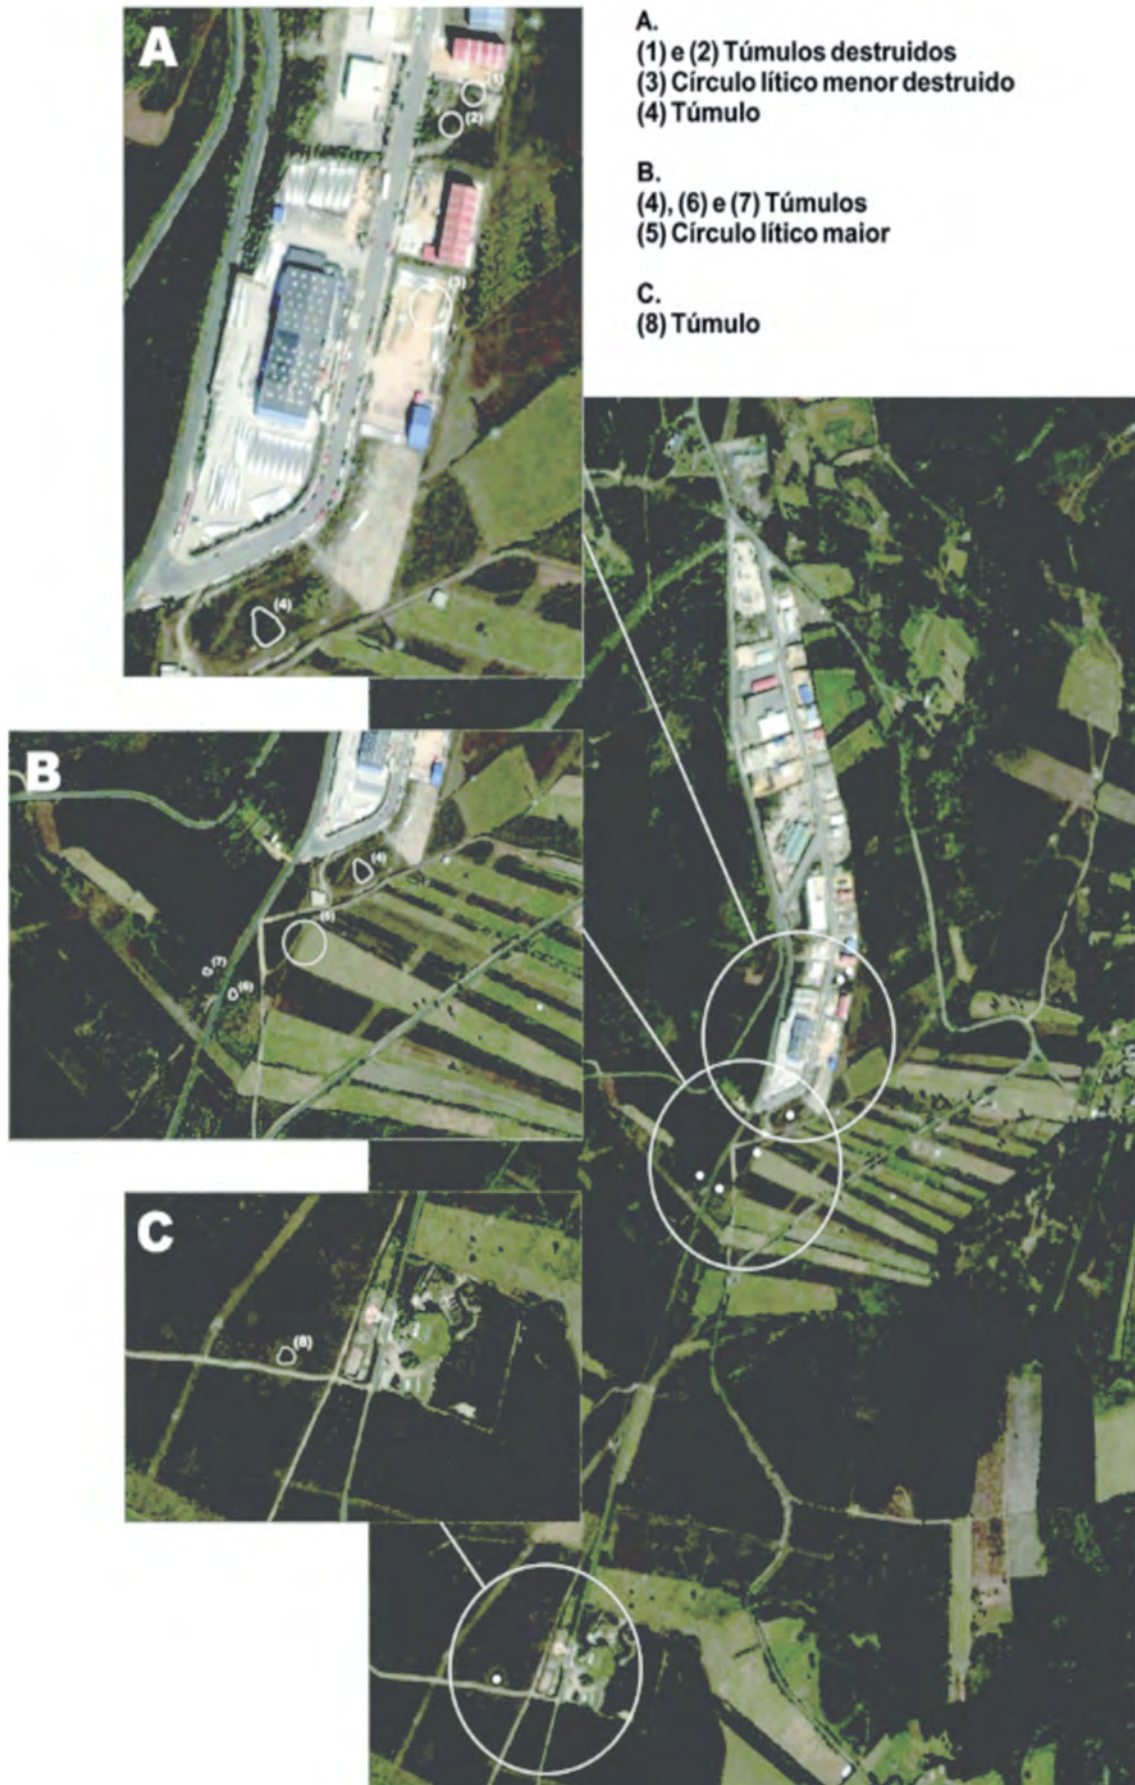 A
A.
(1) e (2) Túmulos destruidos
(3) Círculo lítico menor destruido
(4) Túmulo
B.
(4), (6) e (7) Túmulos
(5) Círculo lítico maior
C.
(8) Túmulo
(1)
(2)
(3)
(4)
B
(4)
(5)
(7)
(6)
C
(8)